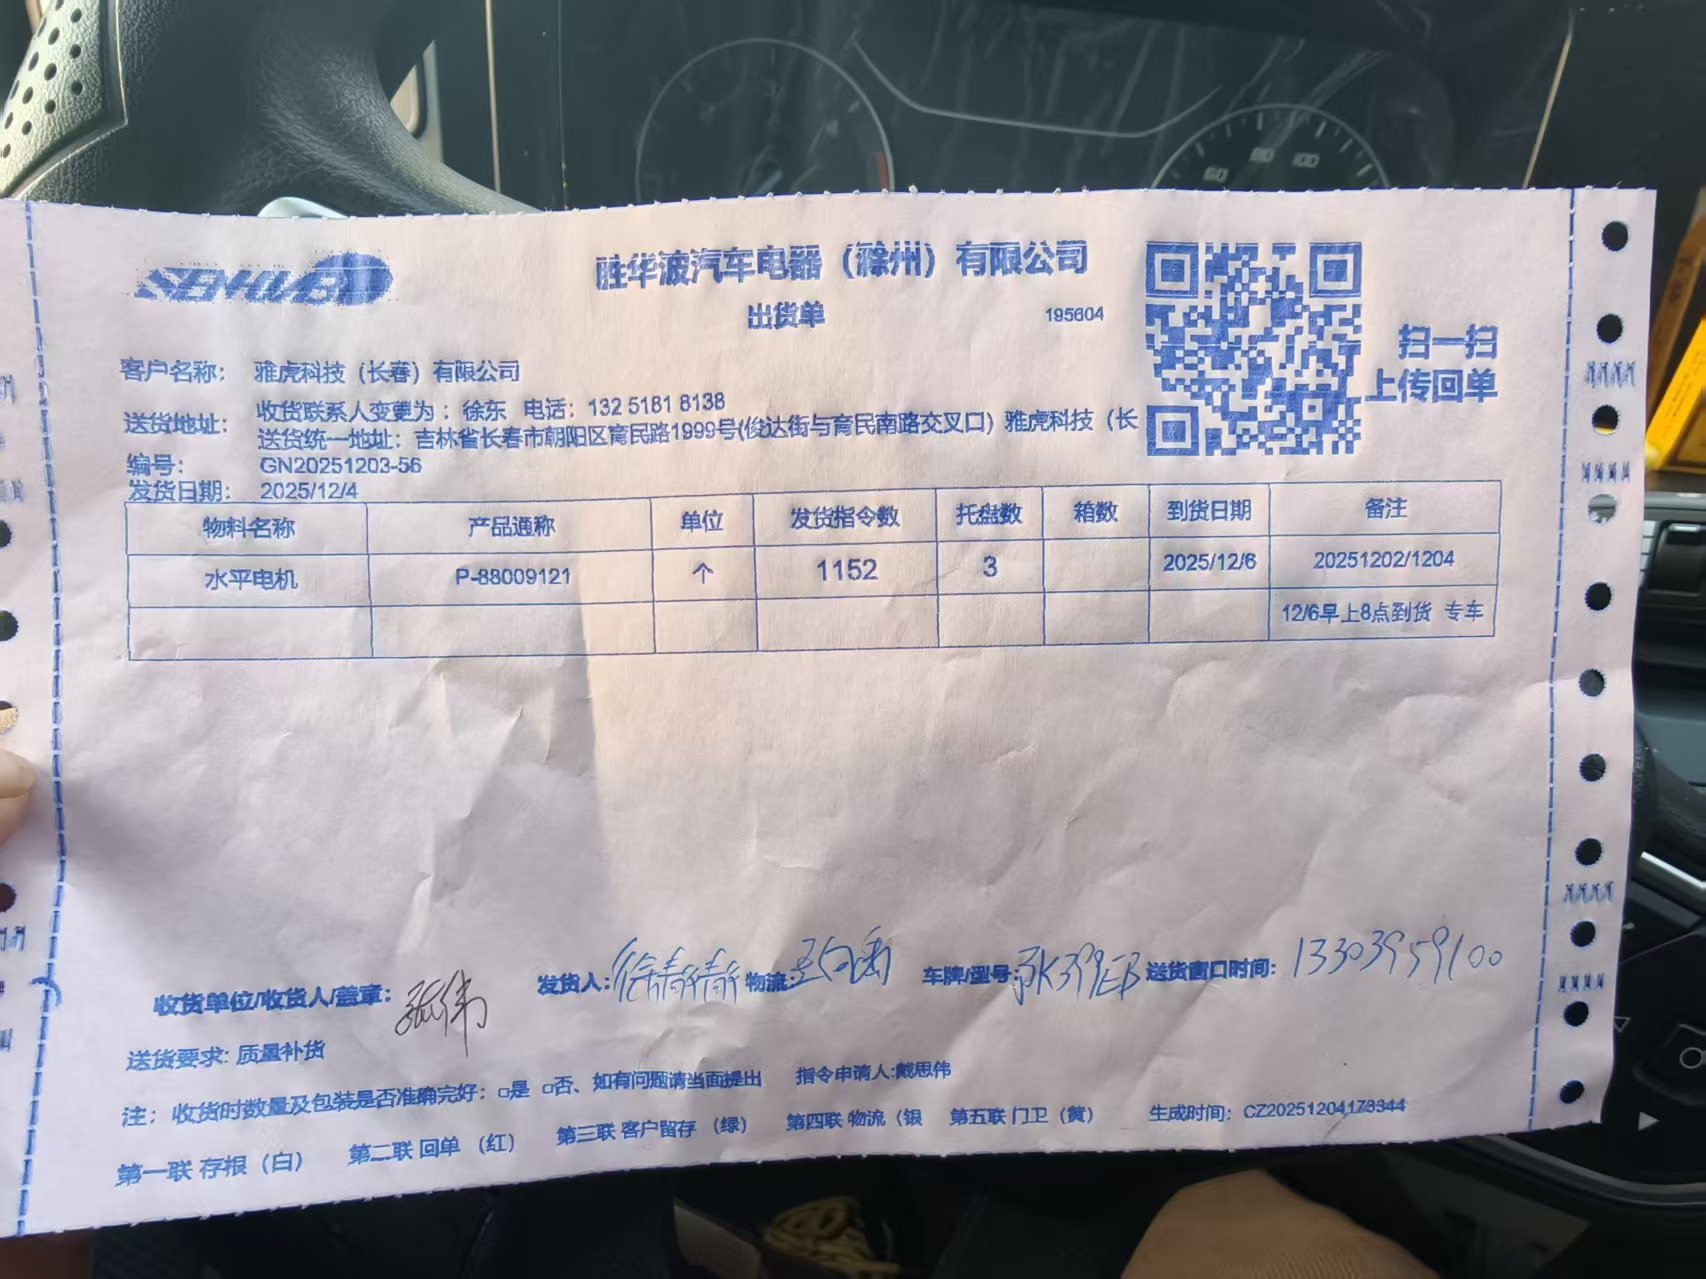 SENHUBO
胜华波汽车电器（滁州）有限公司
出货单
195604
扫一扫
上传回单
客户名称： 雅虎科技（长春）有限公司
送货地址： 收货联系人变更为：徐东 电话：132 5181 8138
送货统一地址：吉林省长春市朝阳区育民路1999号(俊达街与育民南路交叉口）雅虎科技（长
编号： GN20251203-56
发货日期： 2025/12/4
物料名称 产品通称 单位 发货指令数 托盘数 箱数 到货日期 备注
水平电机 P-88009121 个 1152 3 2025/12/6 20251202/1204
12/6早上8点到货 专车
收货单位/收货人/盖章：张伟 发货人：徐静静 物流： 车牌/型号： 送货窗口时间：13303959100
送货要求：质量补货
注：收货时数量及包装是否准确完好：□是 □否、如有问题请当面提出 指令申请人:戴思伟
第一联 存根（白） 第二联 回单（红） 第三联 客户留存（绿） 第四联 物流（银 第五联 门卫（黄） 生成时间：CZ20251204173344
60 80 100